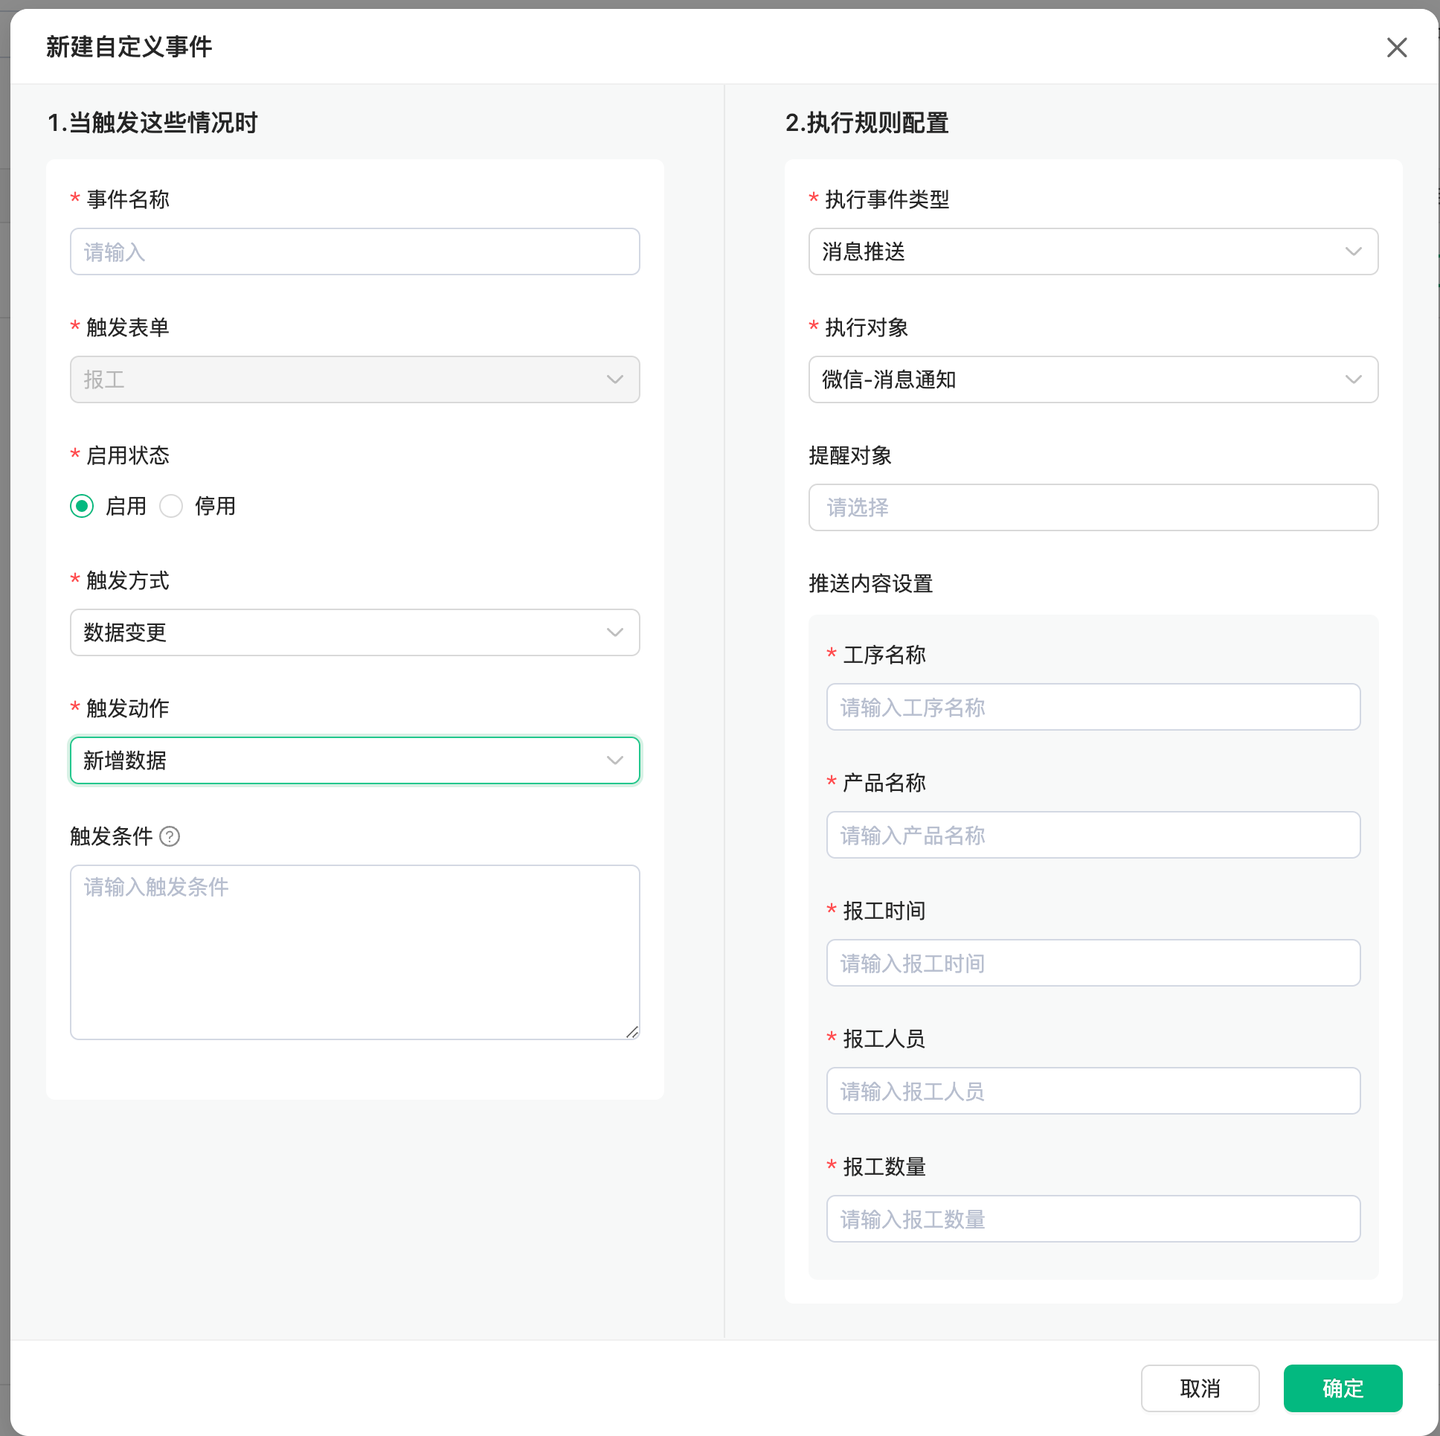 新建自定义事件
1.当触发这些情况时
* 事件名称
请输入
* 触发表单
报工
* 启用状态
启用 停用
* 触发方式
数据变更
* 触发动作
新增数据
触发条件 ?
请输入触发条件
2.执行规则配置
* 执行事件类型
消息推送
* 执行对象
微信-消息通知
提醒对象
请选择
推送内容设置
* 工序名称
请输入工序名称
* 产品名称
请输入产品名称
* 报工时间
请输入报工时间
* 报工人员
请输入报工人员
* 报工数量
请输入报工数量
取消 确定